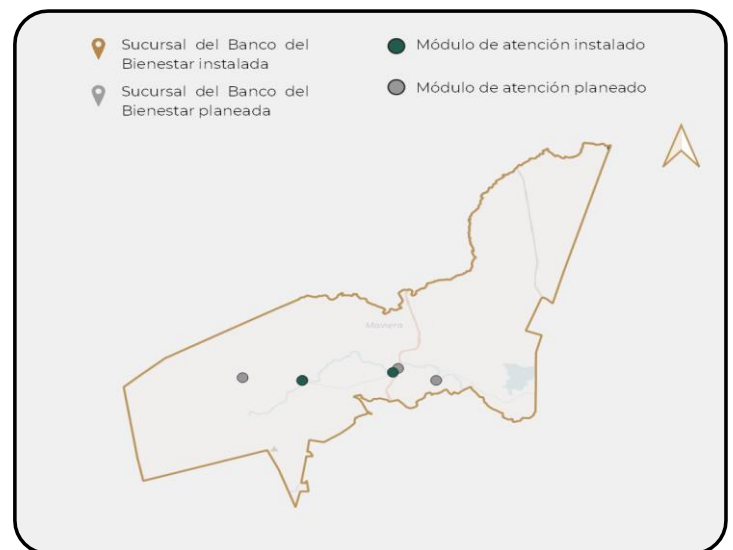 Sucursal del Banco del
Bienestar instalada
Sucursal del Banco del
Bienestar planeada
Módulo de atención instalado
Módulo de atención planeado